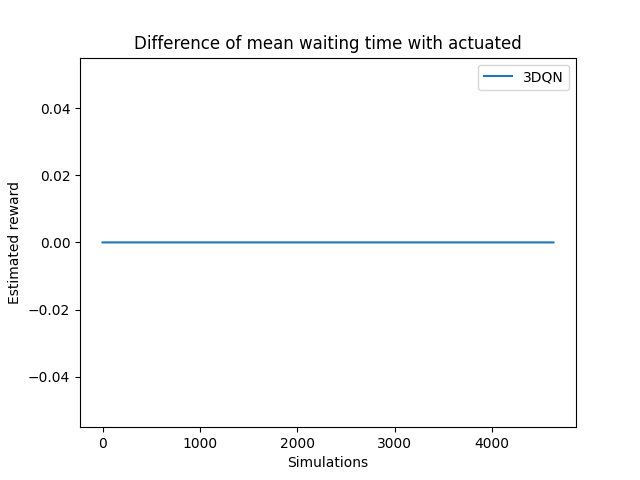 Difference of mean waiting time with actuated
3DQN
0.04
0.02
0.00
−0.02
−0.04
Estimated reward
0 1000 2000 3000 4000
Simulations